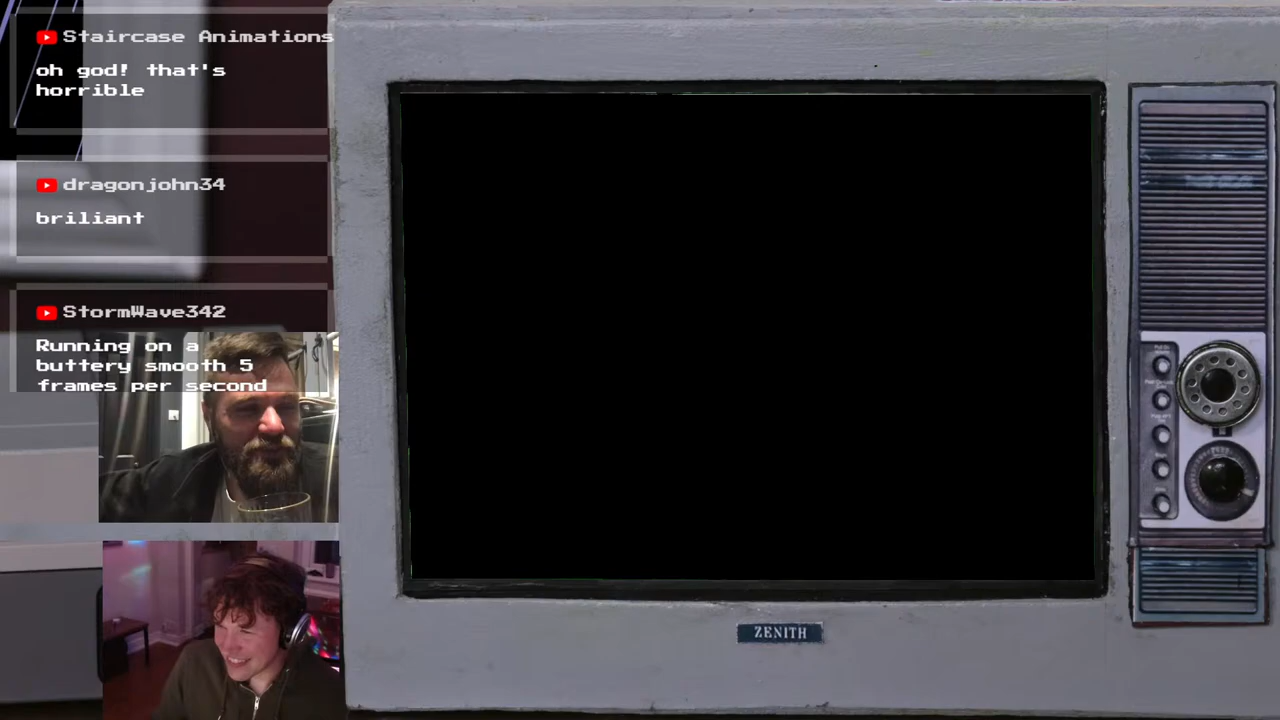 Staircase Animations
oh god! that's
horrible
dragonjohn34
briliant
StormWave342
Running on a
buttery smooth 5
frames per second
ZENITH